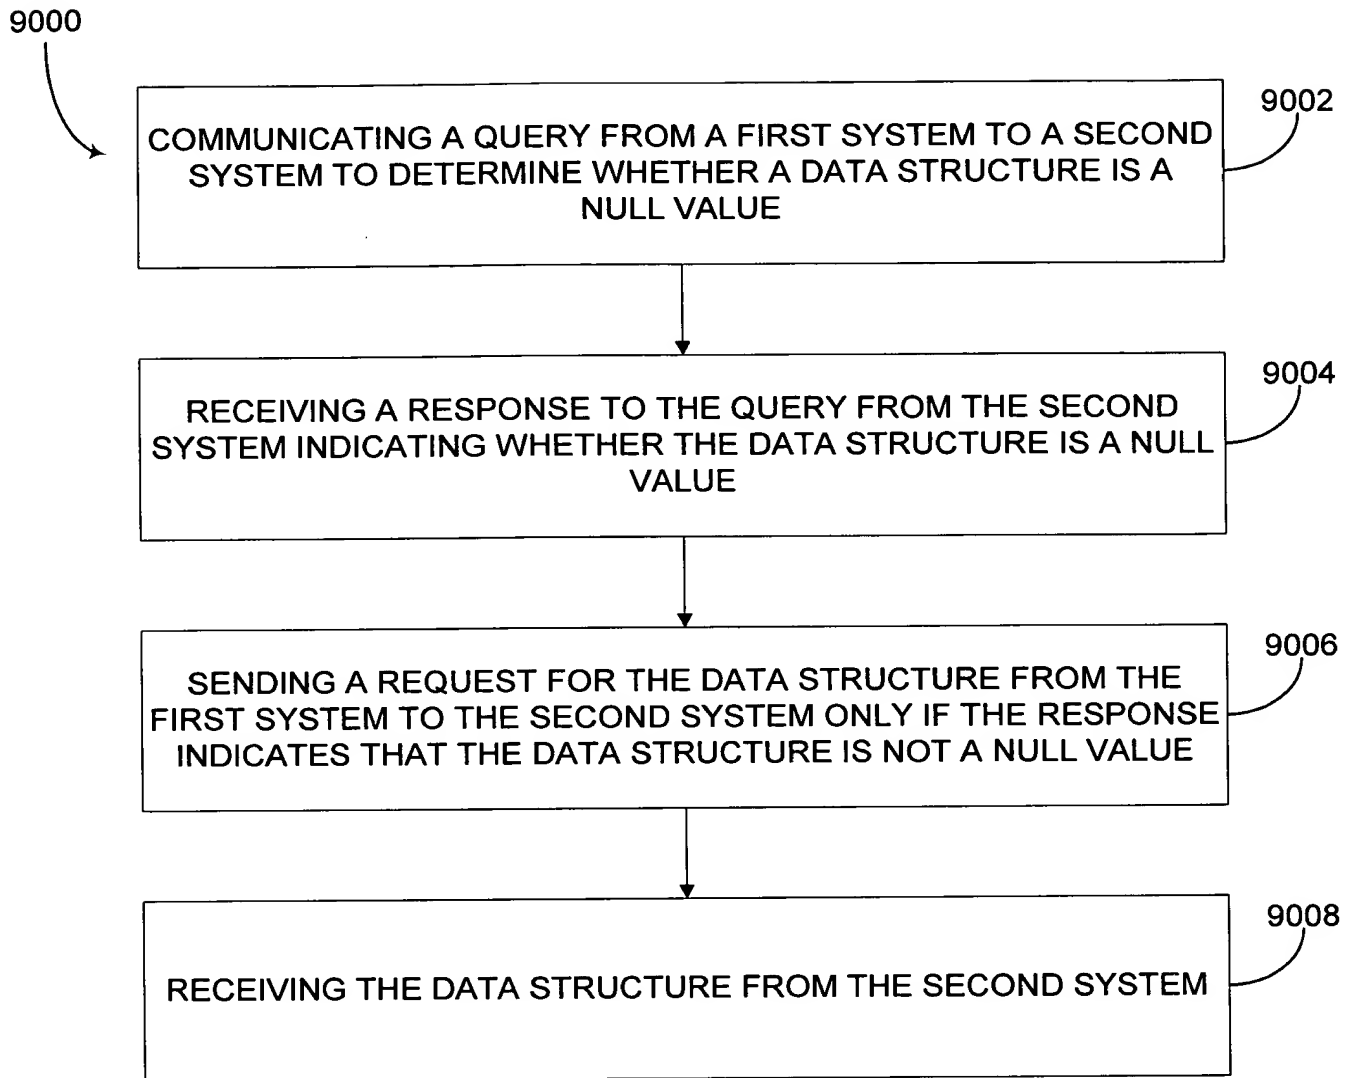 9000
9002
COMMUNICATING A QUERY FROM A FIRST SYSTEM TO A SECOND
SYSTEM TO DETERMINE WHETHER A DATA STRUCTURE IS A
NULL VALUE
9004
RECEIVING A RESPONSE TO THE QUERY FROM THE SECOND
SYSTEM INDICATING WHETHER THE DATA STRUCTURE IS A NULL
VALUE
9006
SENDING A REQUEST FOR THE DATA STRUCTURE FROM THE
FIRST SYSTEM TO THE SECOND SYSTEM ONLY IF THE RESPONSE
INDICATES THAT THE DATA STRUCTURE IS NOT A NULL VALUE
9008
RECEIVING THE DATA STRUCTURE FROM THE SECOND SYSTEM